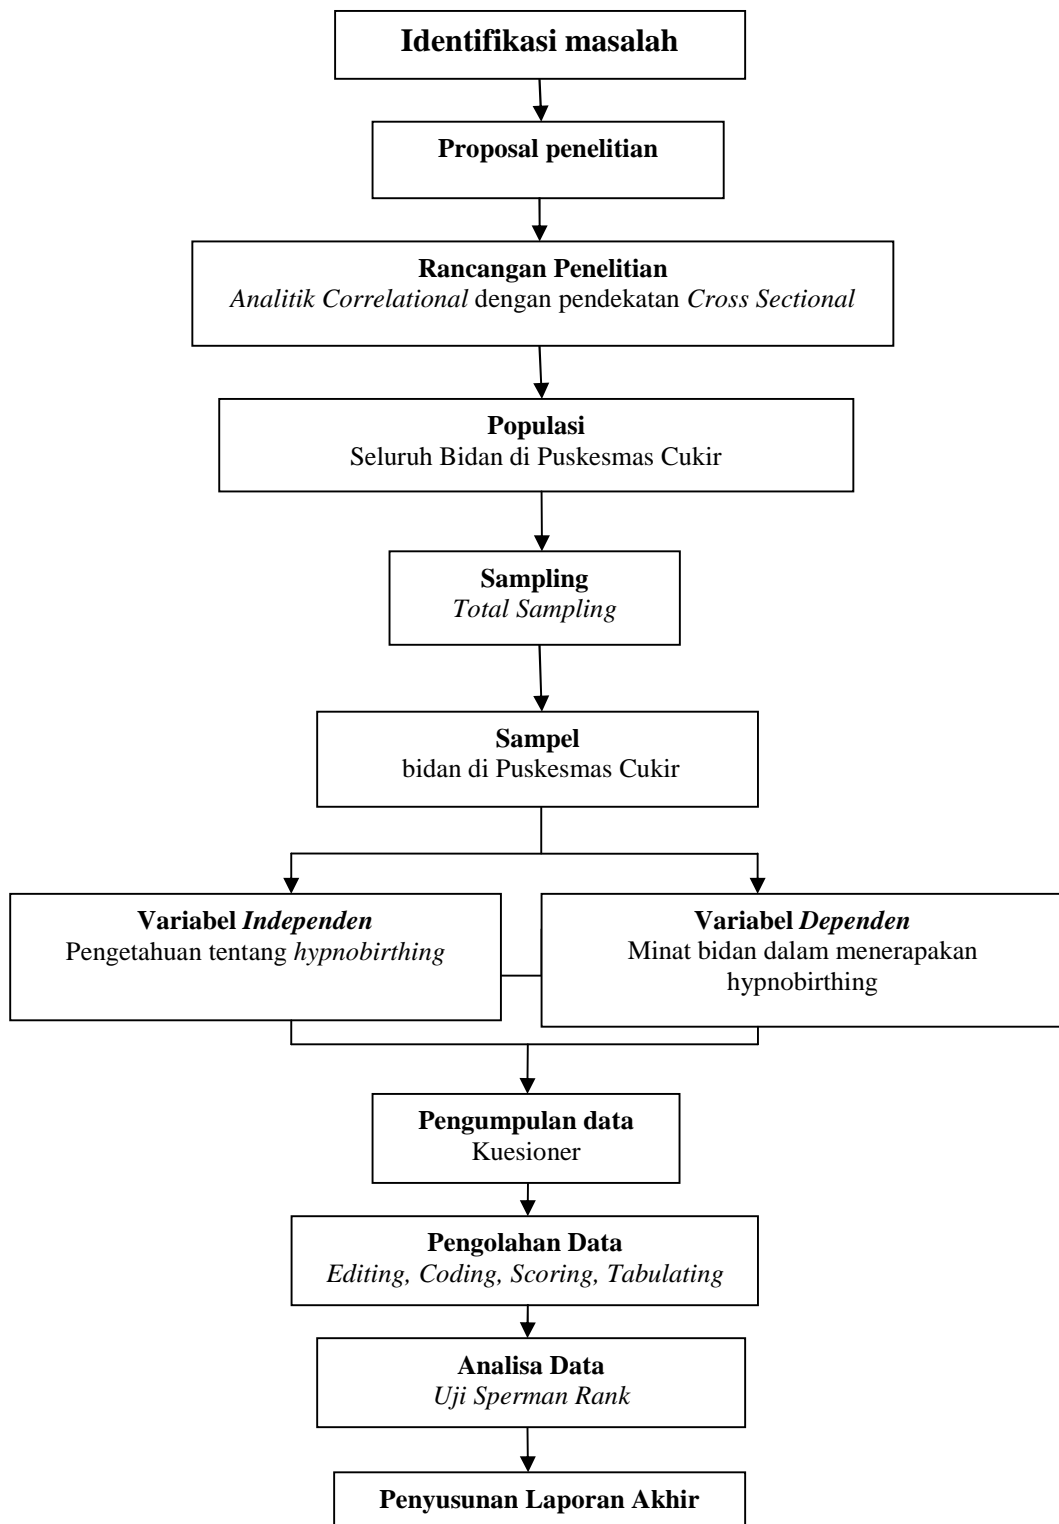 Identifikasi masalah
Proposal penelitian
Rancangan Penelitian
Analitik Correlational dengan pendekatan Cross Sectional
Populasi
Seluruh Bidan di Puskesmas Cukir
Sampling
Total Sampling
Sampel
bidan di Puskesmas Cukir
Variabel Independen
Pengetahuan tentang hypnobirthing
Variabel Dependen
Minat bidan dalam menerapakan
hypnobirthing
Pengumpulan data
Kuesioner
Pengolahan Data
Editing, Coding, Scoring, Tabulating
Analisa Data
Uji Sperman Rank
Penyusunan Laporan Akhir